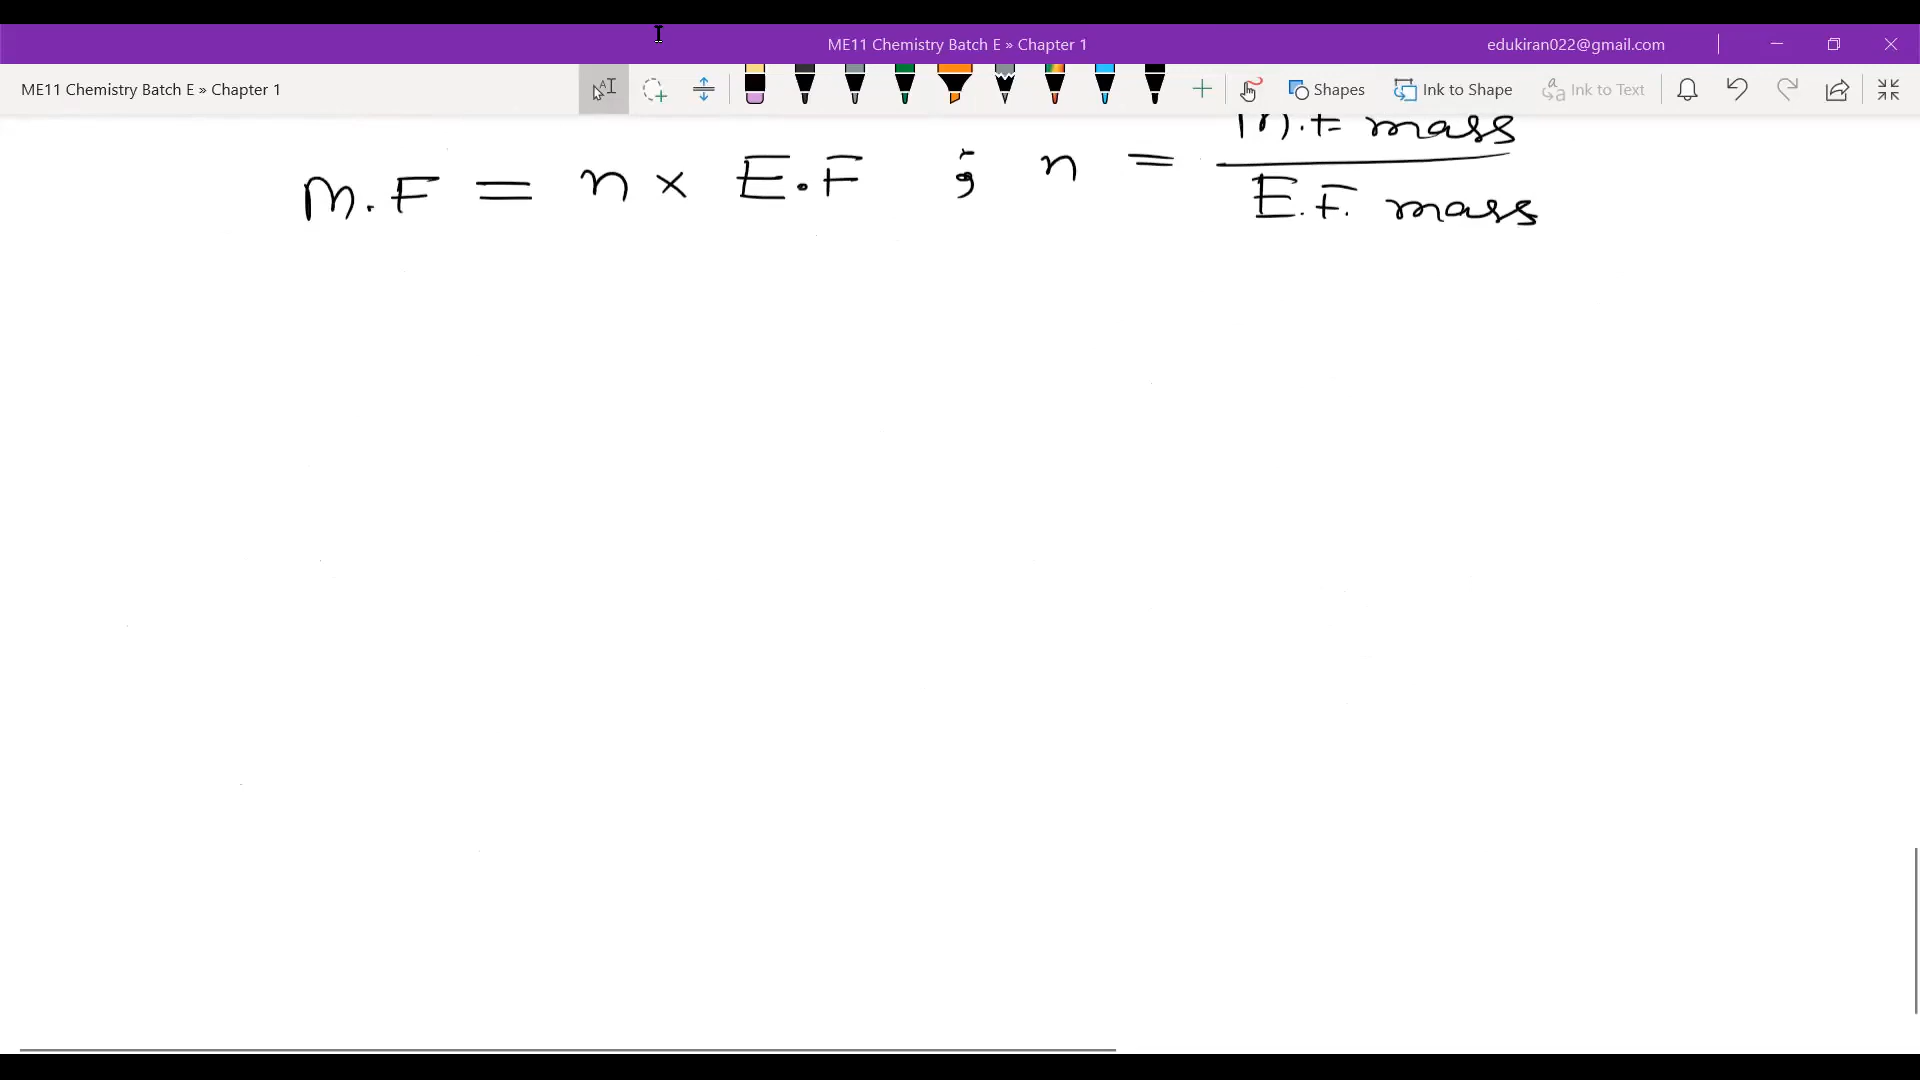 ME11 Chemistry Batch E » Chapter 1
edukiran022@gmail.com
ME11 Chemistry Batch E » Chapter 1
Shapes
Ink to Shape
Ink to Text
M.F = n × E.F ; n = M.F mass
E.F. mass